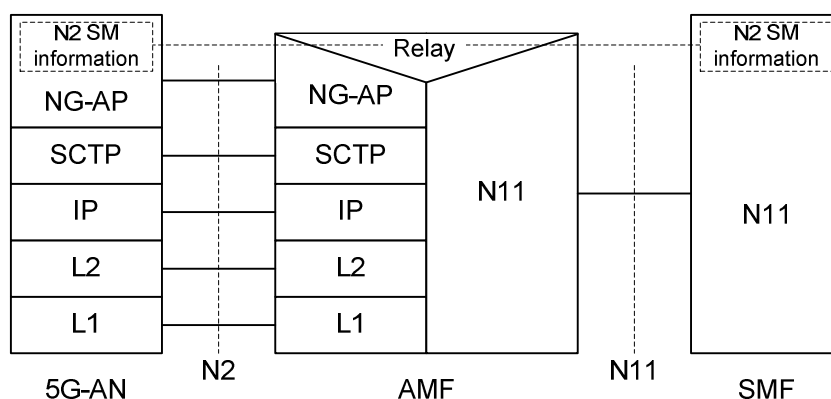 N2 SM
information
Relay
N2 SM
information
NG-AP
NG-AP
SCTP
SCTP
N11
N11
IP
IP
L2
L2
L1
L1
N2
N11
5G-AN
AMF
SMF